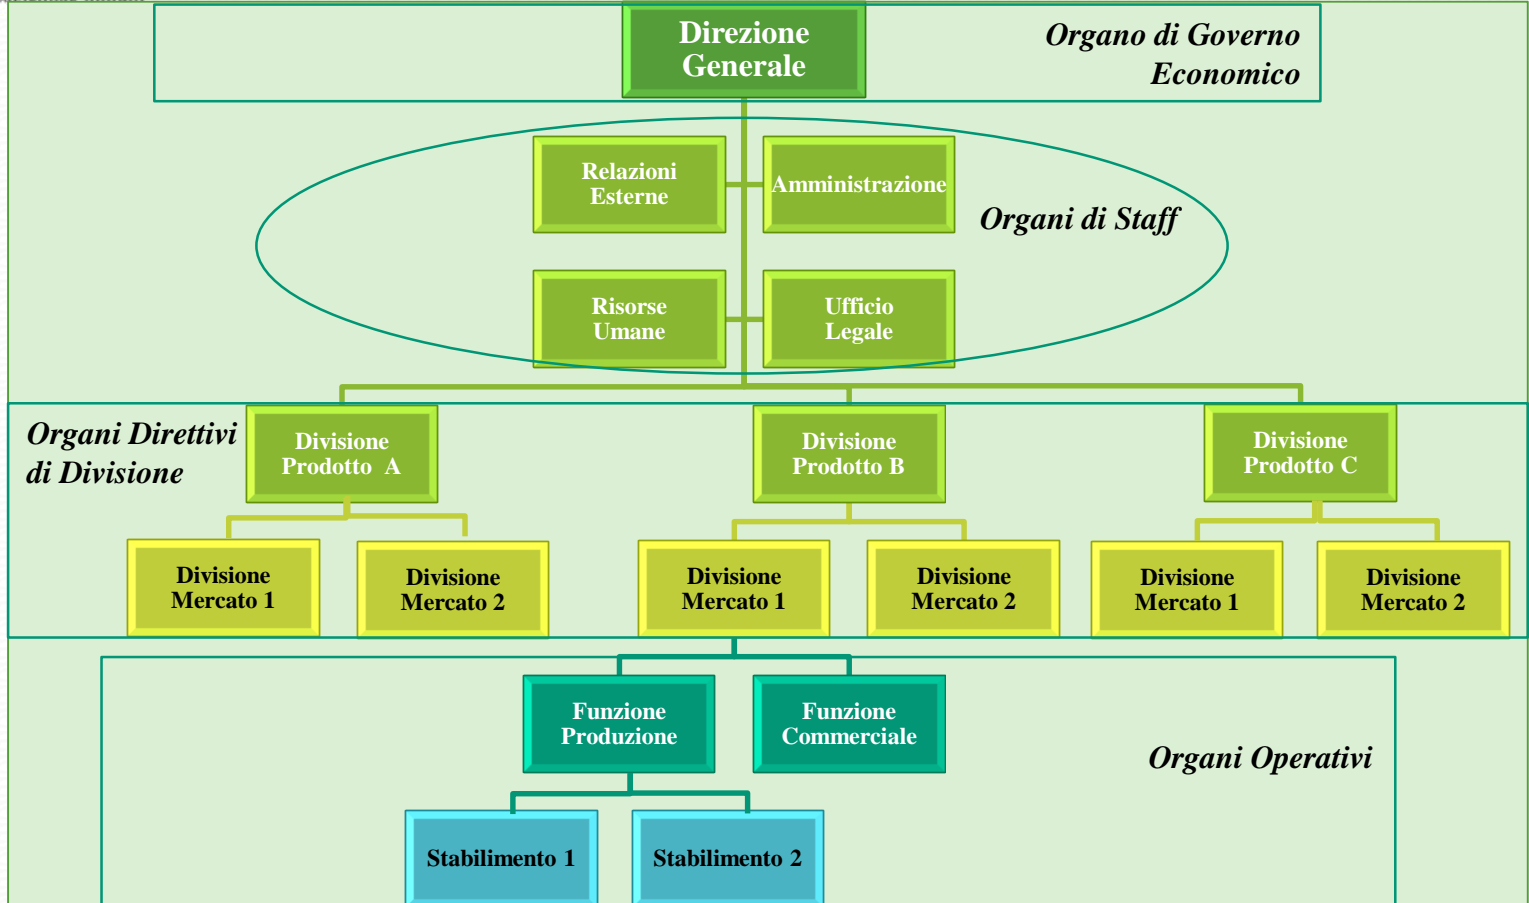 Direzione
Generale
Organo di Governo
Economico
Relazioni
Esterne
Amministrazione
Organi di Staff
Risorse
Umane
Ufficio
Legale
Organi Direttivi
di Divisione
Divisione
Prodotto A
Divisione
Prodotto B
Divisione
Prodotto C
Divisione
Mercato 1
Divisione
Mercato 2
Divisione
Mercato 1
Divisione
Mercato 2
Divisione
Mercato 1
Divisione
Mercato 2
Funzione
Produzione
Funzione
Commerciale
Organi Operativi
Stabilimento 1
Stabilimento 2